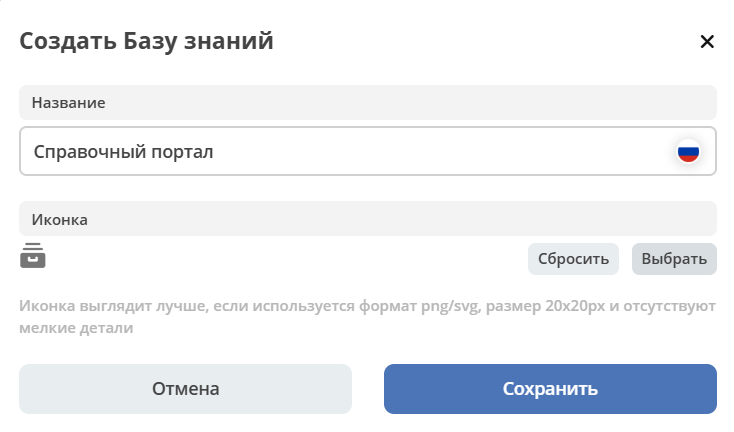 Создать Базу знаний
Название
Справочный портал
Иконка
Сбросить
Выбрать
Иконка выглядит лучше, если используется формат png/svg, размер 20х20px и отсутствуют
мелкие детали
Отмена
Сохранить